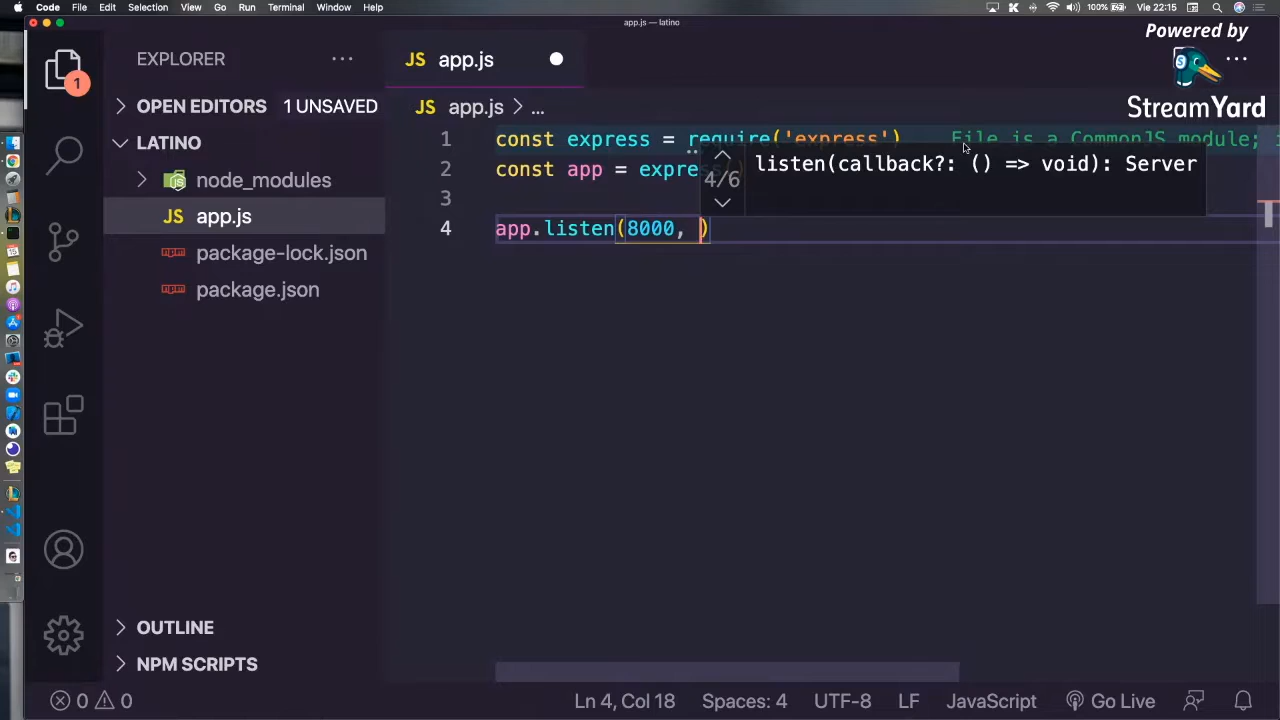 Code File Edit Selection View Go Run Terminal Window Help 100% Vie 22:15
app.js — latino
Powered by
StreamYard
EXPLORER
JS app.js
1
OPEN EDITORS 1 UNSAVED
JS app.js > ...
LATINO
1 const express = require('express') File is a CommonJS module;
node_modules
2 const app = expre
4/6 listen(callback?: () => void): Server
3
JS app.js
4 app.listen(8000, )
package-lock.json
package.json
OUTLINE
NPM SCRIPTS
0 0 Ln 4, Col 18 Spaces: 4 UTF-8 LF JavaScript Go Live